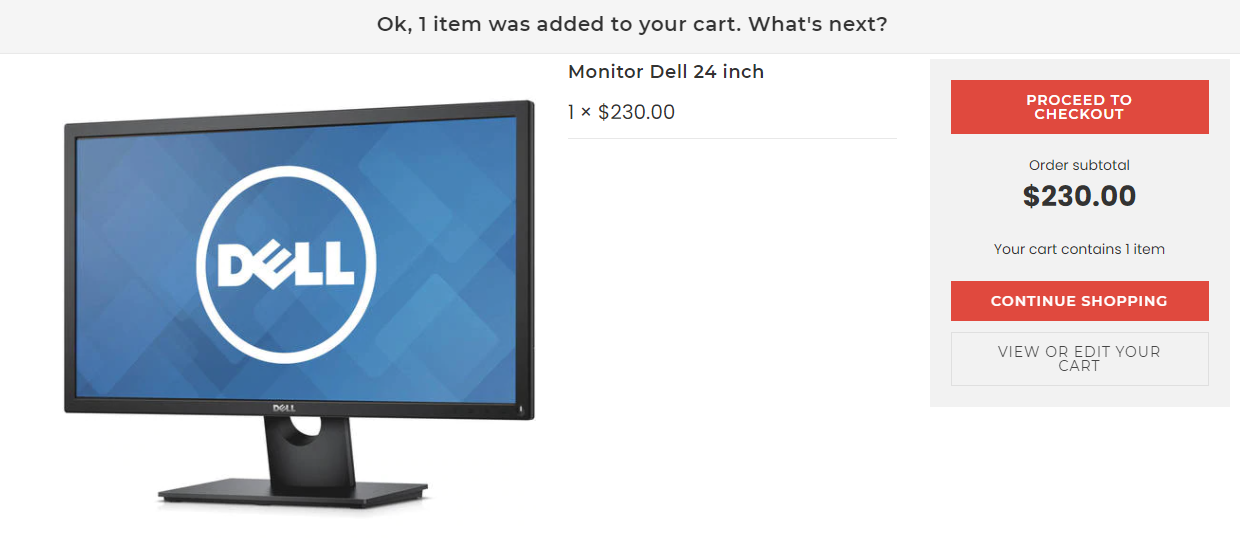 Ok, 1 item was added to your cart. What's next?
Monitor Dell 24 inch
1 × $230.00
DELL
DELL
PROCEED TO
CHECKOUT
Order subtotal
$230.00
Your cart contains 1 item
CONTINUE SHOPPING
VIEW OR EDIT YOUR
CART